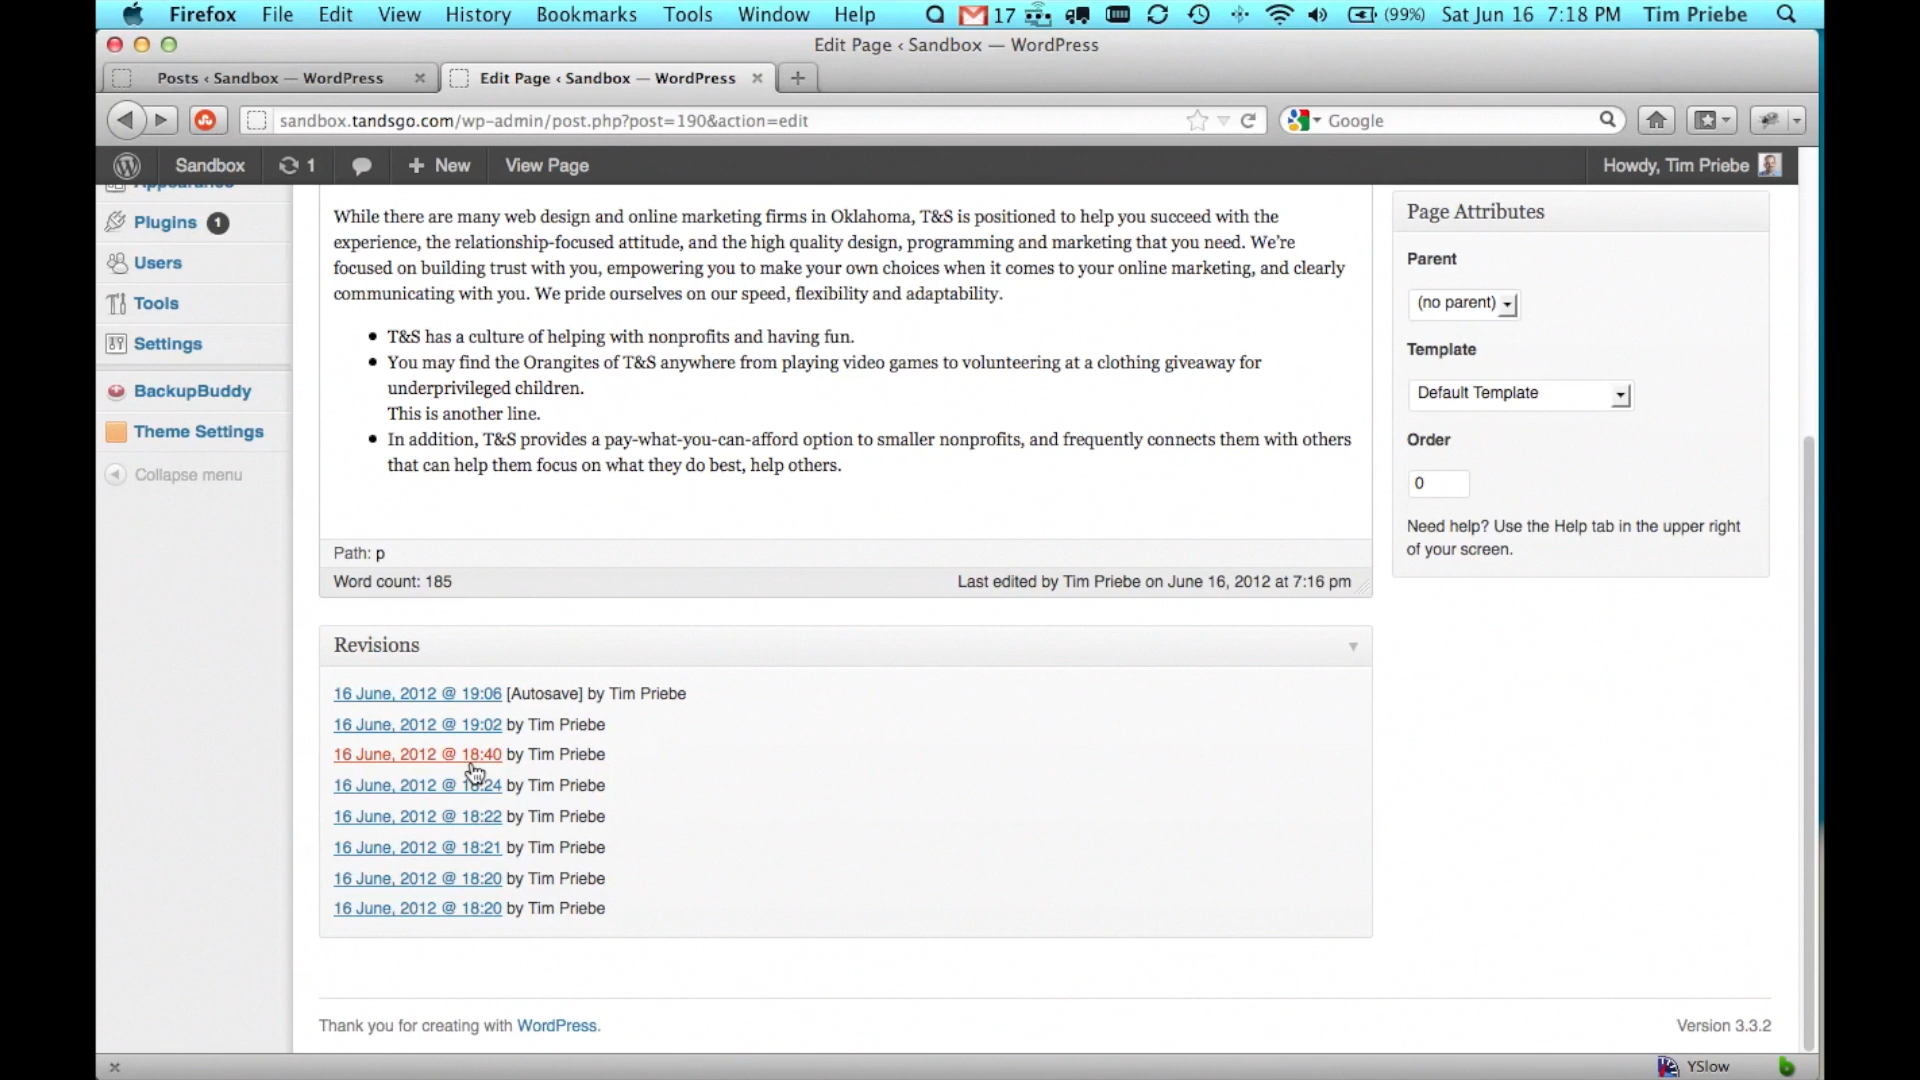 Firefox File Edit View History Bookmarks Tools Window Help 17 (99%) Sat Jun 16 7:18 PM Tim Priebe
Edit Page ‹ Sandbox — WordPress
Posts ‹ Sandbox — WordPress Edit Page ‹ Sandbox — WordPress
sandbox.tandsgo.com/wp-admin/post.php?post=190&action=edit Google
Sandbox 1 + New View Page Howdy, Tim Priebe
Appearance
Plugins 1
Users
Tools
Settings
BackupBuddy
Theme Settings
Collapse menu
While there are many web design and online marketing firms in Oklahoma, T&S is positioned to help you succeed with the
experience, the relationship-focused attitude, and the high quality design, programming and marketing that you need. We're
focused on building trust with you, empowering you to make your own choices when it comes to your online marketing, and clearly
communicating with you. We pride ourselves on our speed, flexibility and adaptability.
• T&S has a culture of helping with nonprofits and having fun.
• You may find the Orangites of T&S anywhere from playing video games to volunteering at a clothing giveaway for
underprivileged children.
This is another line.
• In addition, T&S provides a pay-what-you-can-afford option to smaller nonprofits, and frequently connects them with others
that can help them focus on what they do best, help others.
Path: p
Word count: 185 Last edited by Tim Priebe on June 16, 2012 at 7:16 pm
Page Attributes
Parent
(no parent)
Template
Default Template
Order
0
Need help? Use the Help tab in the upper right
of your screen.
Revisions
16 June, 2012 @ 19:06 [Autosave] by Tim Priebe
16 June, 2012 @ 19:02 by Tim Priebe
16 June, 2012 @ 18:40 by Tim Priebe
16 June, 2012 @ 18:24 by Tim Priebe
16 June, 2012 @ 18:22 by Tim Priebe
16 June, 2012 @ 18:21 by Tim Priebe
16 June, 2012 @ 18:20 by Tim Priebe
16 June, 2012 @ 18:20 by Tim Priebe
Thank you for creating with WordPress. Version 3.3.2
YSlow